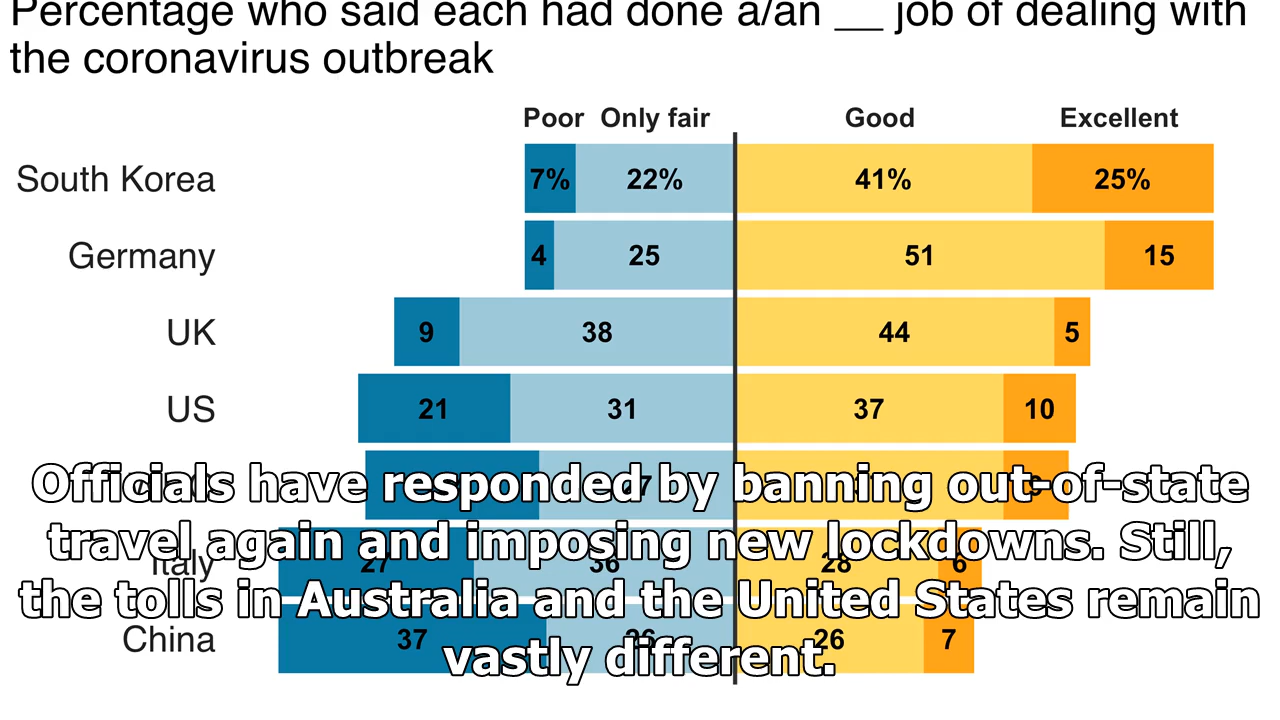 Percentage who said each had done a/an __ job of dealing with
the coronavirus outbreak
Poor Only fair Good Excellent
South Korea 7% 22% 41% 25%
Germany 4 25 51 15
UK 9 38 44 5
US 21 31 37 10
Officials have responded by banning out-of-state
travel again and imposing new lockdowns. Still,
the tolls in Australia and the United States remain
vastly different.
Italy 27 36 28 6
China 37 26 26 7